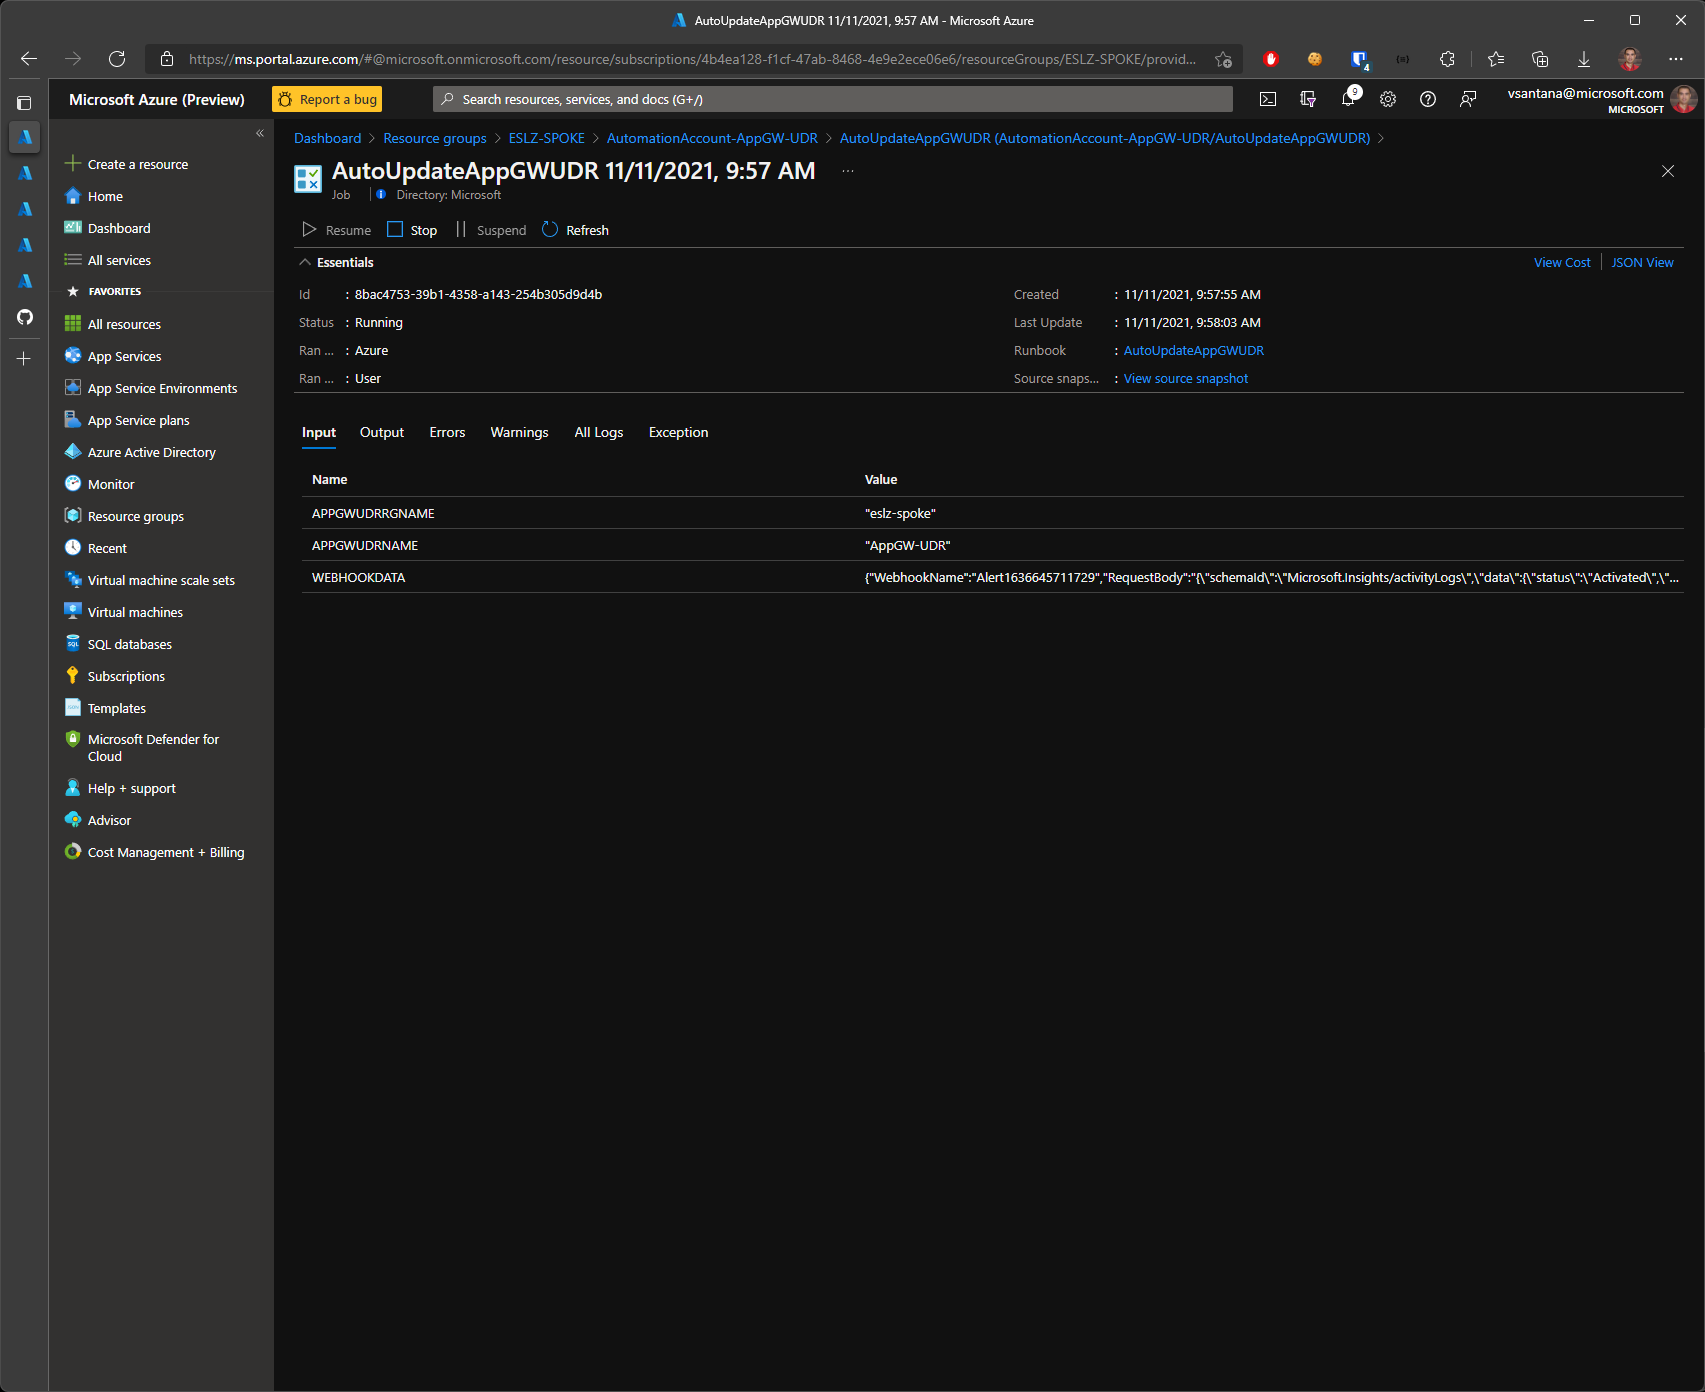 AutoUpdateAppGWUDR 11/11/2021, 9:57 AM - Microsoft Azure
https://ms.portal.azure.com/#@microsoft.onmicrosoft.com/resource/subscriptions/4b4ea128-f1cf-47ab-8468-4e9e2ece06e6/resourceGroups/ESLZ-SPOKE/provid...
4
Microsoft Azure (Preview)
Report a bug
Search resources, services, and docs (G+/)
9
vsantana@microsoft.com
MICROSOFT
Create a resource
Home
Dashboard
All services
FAVORITES
All resources
App Services
App Service Environments
App Service plans
Azure Active Directory
Monitor
Resource groups
Recent
Virtual machine scale sets
Virtual machines
SQL databases
Subscriptions
Templates
Microsoft Defender for
Cloud
Help + support
Advisor
Cost Management + Billing
Dashboard > Resource groups > ESLZ-SPOKE > AutomationAccount-AppGW-UDR > AutoUpdateAppGWUDR (AutomationAccount-AppGW-UDR/AutoUpdateAppGWUDR) >
AutoUpdateAppGWUDR 11/11/2021, 9:57 AM ...
Job
Directory: Microsoft
Resume Stop Suspend Refresh
Essentials
View Cost
JSON View
Id : 8bac4753-39b1-4358-a143-254b305d9d4b
Status : Running
Ran ... : Azure
Ran ... : User
Created : 11/11/2021, 9:57:55 AM
Last Update : 11/11/2021, 9:58:03 AM
Runbook : AutoUpdateAppGWUDR
Source snaps... : View source snapshot
Input Output Errors Warnings All Logs Exception
Name Value
APPGWUDRRGNAME "eslz-spoke"
APPGWUDRNAME "AppGW-UDR"
WEBHOOKDATA {"WebhookName":"Alert1636645711729","RequestBody":"{\"schemaId\":\"Microsoft.Insights/activityLogs\",\"data\":{\"status\":\"Activated\",\"...